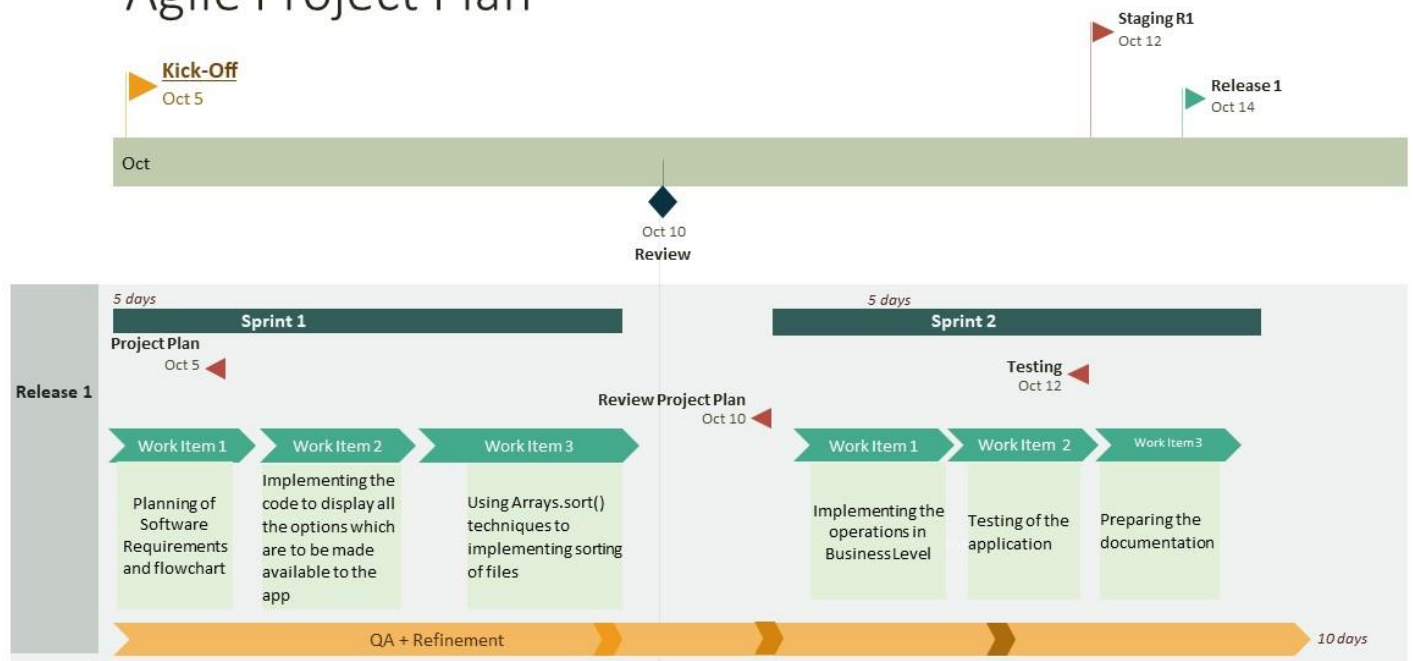 Agile Project Plan
Staging R1
Oct 12
Kick-Off
Oct 5
Release 1
Oct 14
Oct
Oct 10
Review
5 days
5 days
Sprint 1
Sprint 2
Project Plan
Oct 5
Testing
Oct 12
Release 1
Review Project Plan
Oct 10
Work Item 1
Work Item 2
Work Item 3
Work Item 1
Work Item 2
Work Item 3
Planning of
Software
Requirements
and flowchart
Implementing the
code to display all
the options which
are to be made
available to the
app
Using Arrays.sort()
techniques to
implementing sorting
of files
Implementing the
operations in
Business Level
Testing of the
application
Preparing the
documentation
QA + Refinement
10 days